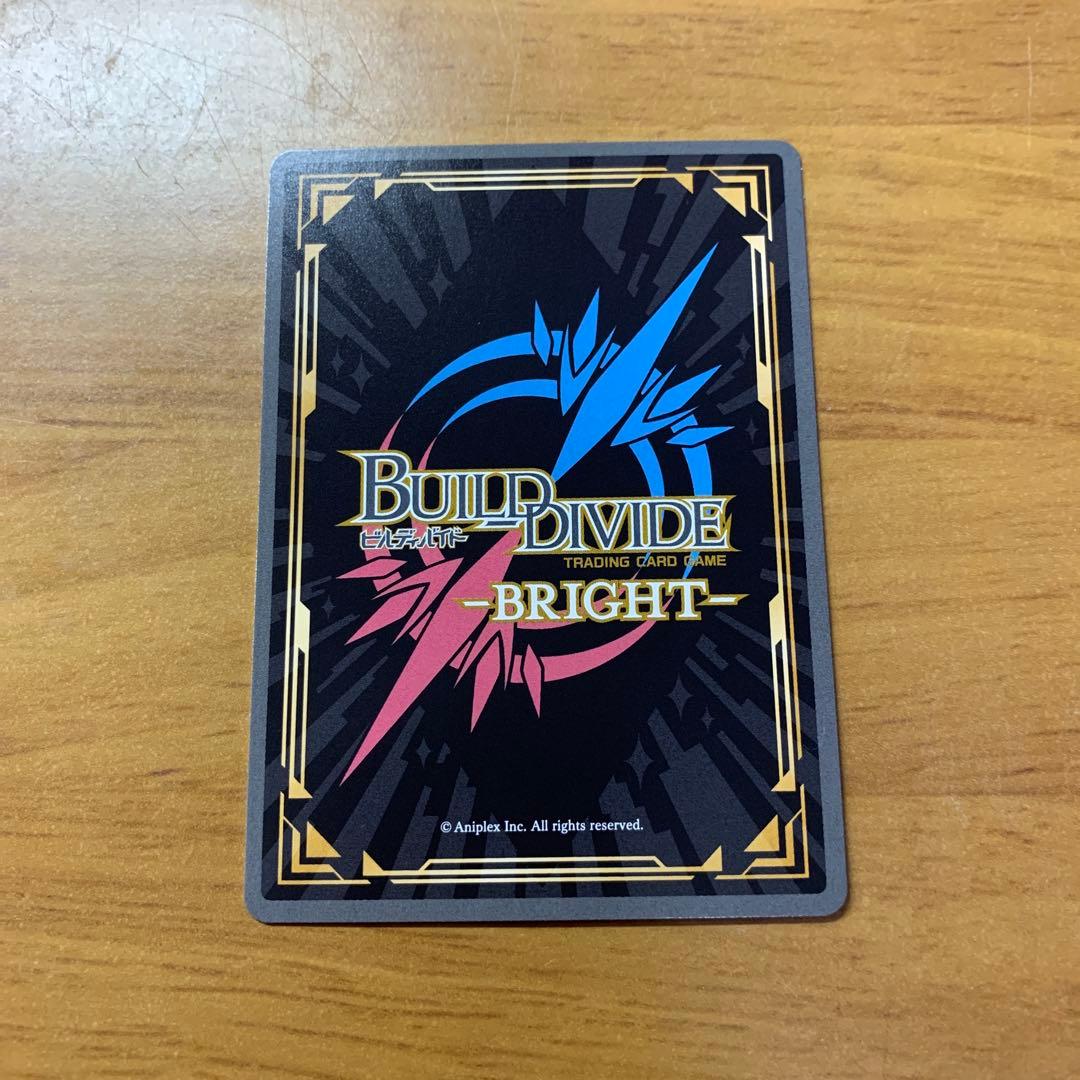 BUILD DIVIDE
ビルディバイド
TRADING CARD GAME
-BRIGHT-
© Aniplex Inc. All rights reserved.